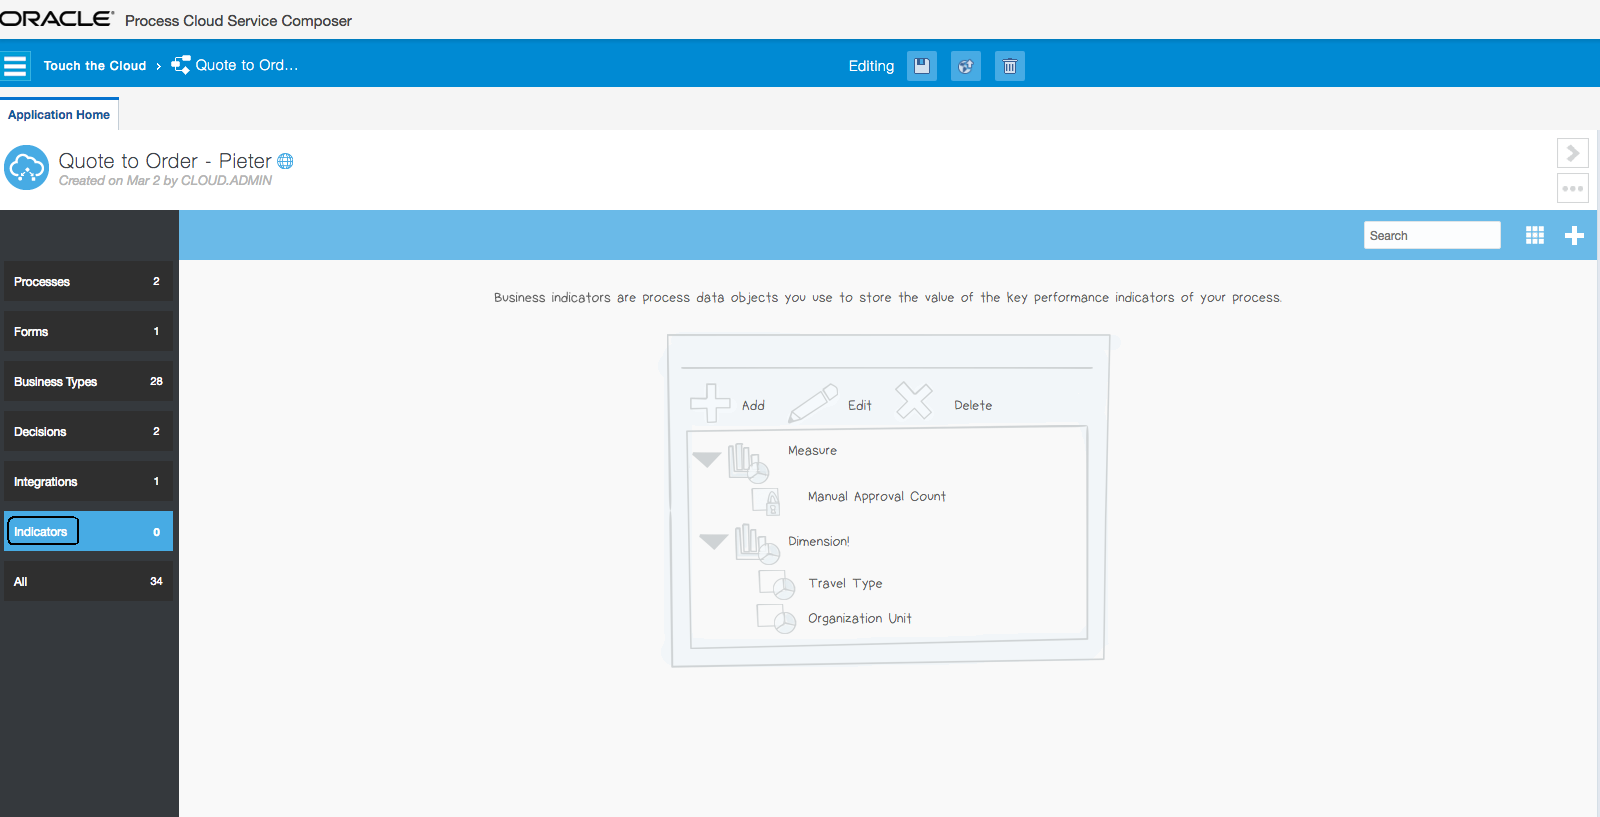 ORACLE® Process Cloud Service Composer
Touch the Cloud > Quote to Ord... Editing
Application Home
Quote to Order - Pieter
Created on Mar 2 by CLOUD.ADMIN
Search
Processes 2
Forms 1
Business Types 28
Decisions 2
Integrations 1
Indicators 0
All 34
Business indicators are process data objects you use to store the value of the key performance indicators of your process.
Add Edit Delete
Measure
Manual Approval Count
Dimension!
Travel Type
Organization Unit